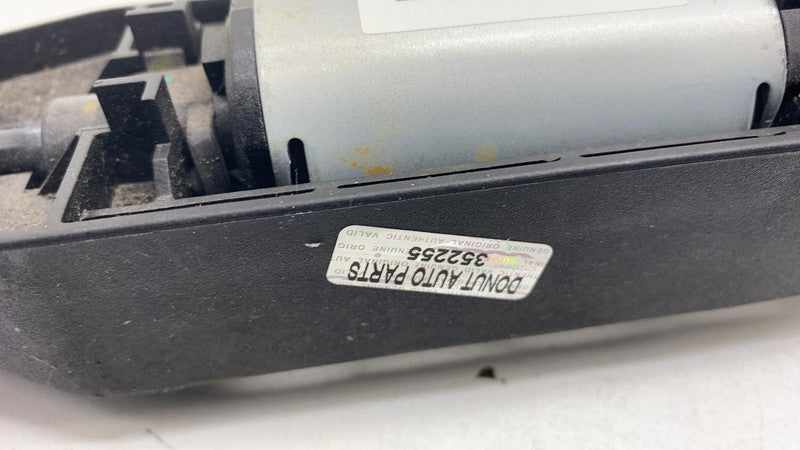 DONUT AUTO PARTS
352255
GENUINE ORIGINAL AUTHENTIC VALID